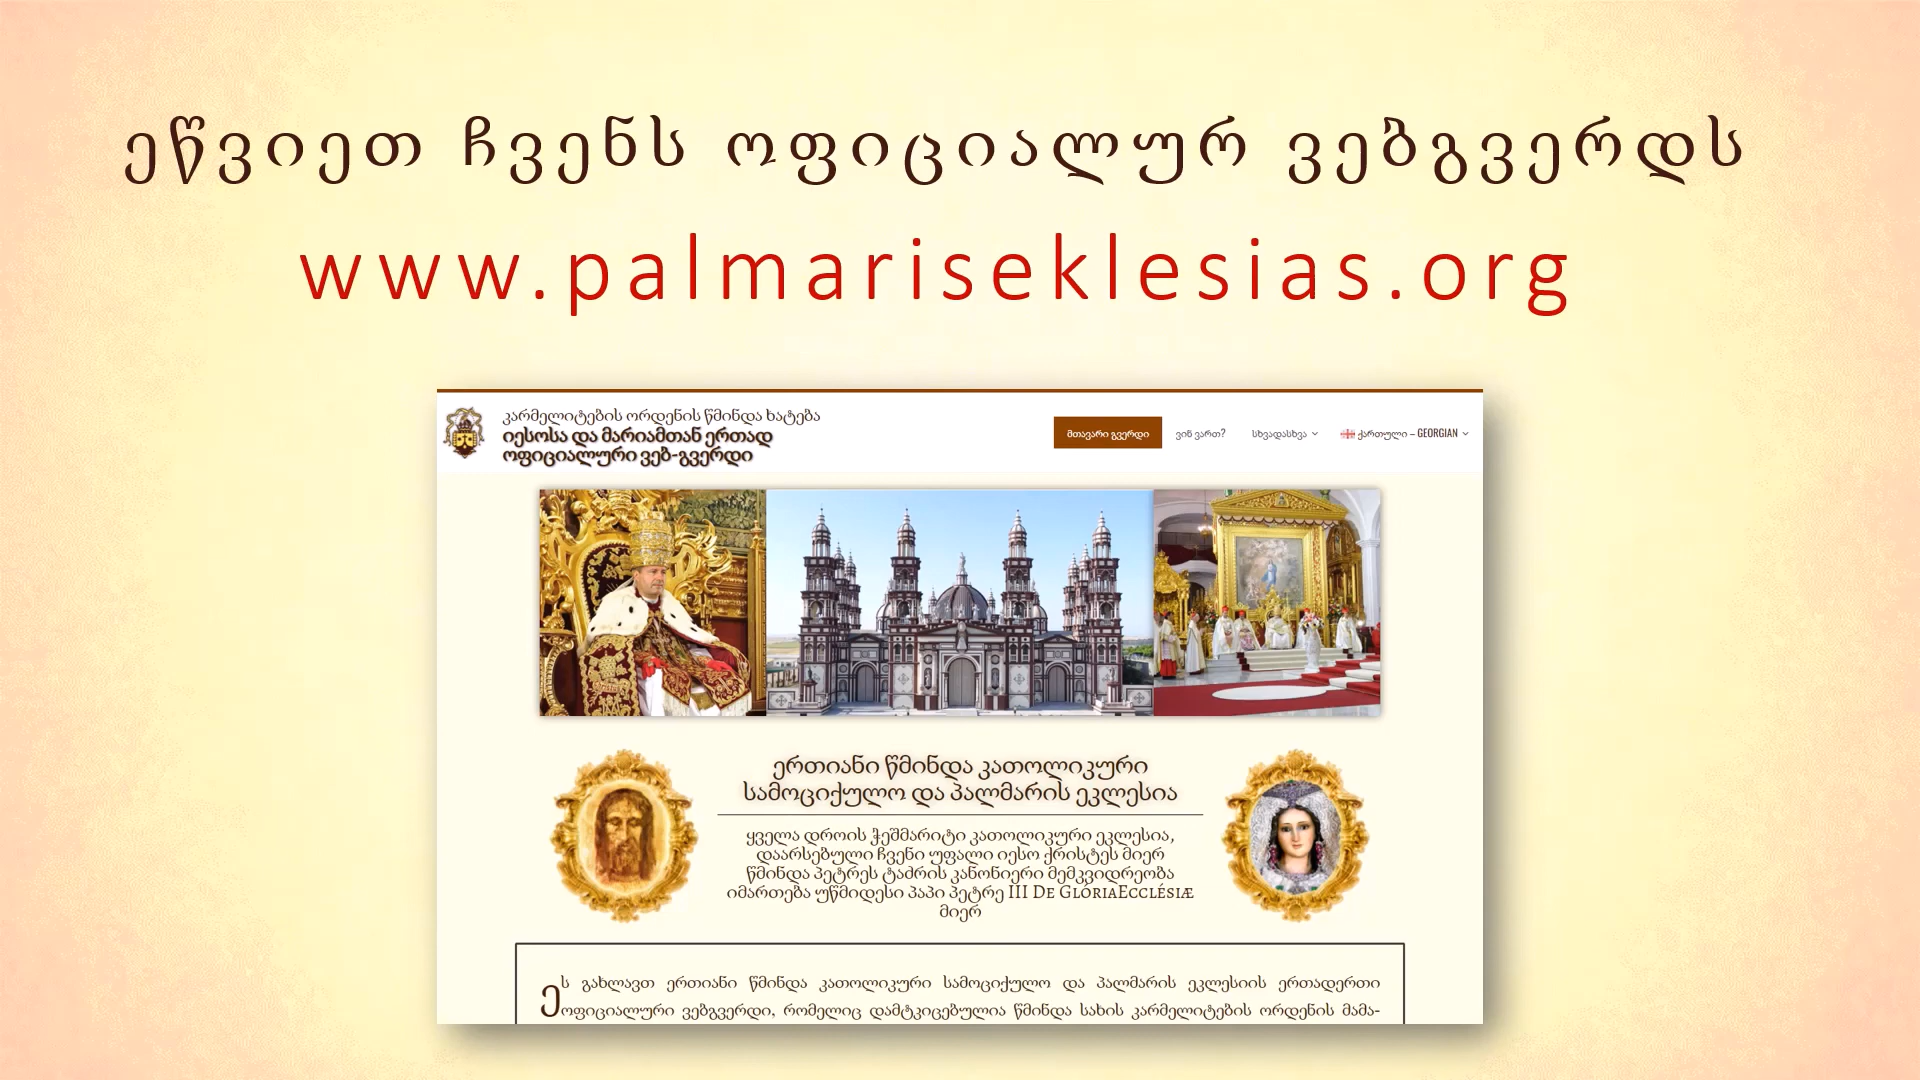 ეწვიეთ ჩვენს ოფიციალურ ვებგვერდს
www.palmariseklesias.org
კარმელიტების ორდენის წმინდა ხატება
იესოსა და მარიამთან ერთად
ოფიციალური ვებ-გვერდი
მთავარი გვერდი ვინ ვართ? სხვადასხვა ქართული – GEORGIAN
ერთიანი წმინდა კათოლიკური
სამოციქულო და პალმარის ეკლესია
ყველა დროის ჭეშმარიტი კათოლიკური ეკლესია,
დაარსებული ჩვენი უფალი იესო ქრისტეს მიერ
წმინდა პეტრეს ტაძრის კანონიერი მემკვიდრეობა
იმართება უწმიდესი პაპი პეტრე III De GlóriaEcclésiæ
მიერ
ეს გახლავთ ერთიანი წმინდა კათოლიკური სამოციქულო და პალმარის ეკლესიის ერთადერთი
ოფიციალური ვებგვერდი, რომელიც დამტკიცებულია წმინდა სახის კარმელიტების ორდენის მამა-